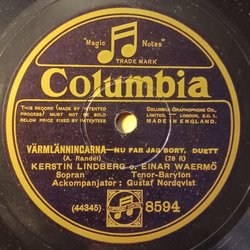 "Magic Notes"
TRADE MARK
Columbia
THIS RECORD (MADE BY PATENTED PROCESS) MUST NOT BE SOLD BELOW PRICE FIXED BY PATENTEES
COLUMBIA GRAPHOPHONE CO. LIMITED – LONDON, E.C.1. MADE IN ENGLAND.
VÄRMLÄNNINGARNA—NU FAR JAG BORT, DUETT
(A. Randel) (78 R)
KERSTIN LINDBERG o. EINAR WAERMÖ
Sopran Tenor-Baryton
Ackompanjator: Gustaf Nordqvist
(44345) 8594